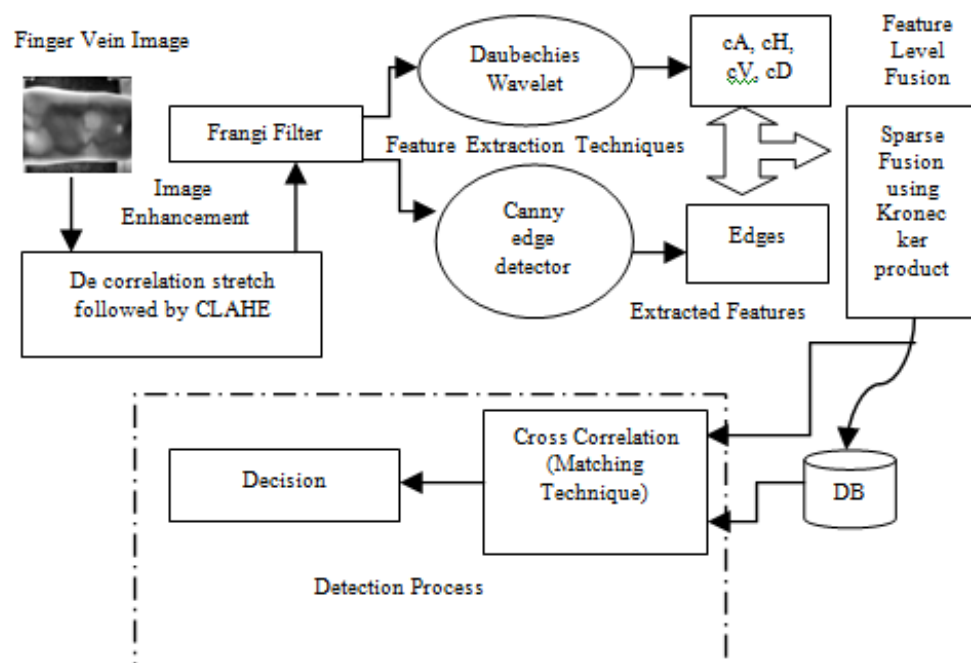 Finger Vein Image
Image
Enhancement
De correlation stretch
followed by CLAHE
Frangi Filter
Daubechies
Wavelet
Feature Extraction Techniques
Canny
edge
detector
cA, cH,
cV, cD
Edges
Extracted Features
Feature
Level
Fusion
Sparse
Fusion
using
Kronec
ker
product
DB
Cross Correlation
(Matching
Technique)
Decision
Detection Process